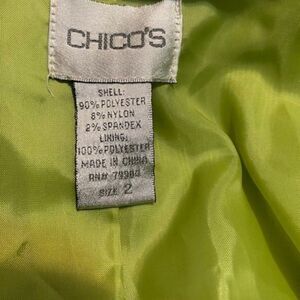 CHICO'S
SHELL:
90% POLYESTER
8% NYLON
2% SPANDEX
LINING:
100% POLYESTER
MADE IN CHINA
RN# 79984
SIZE 2